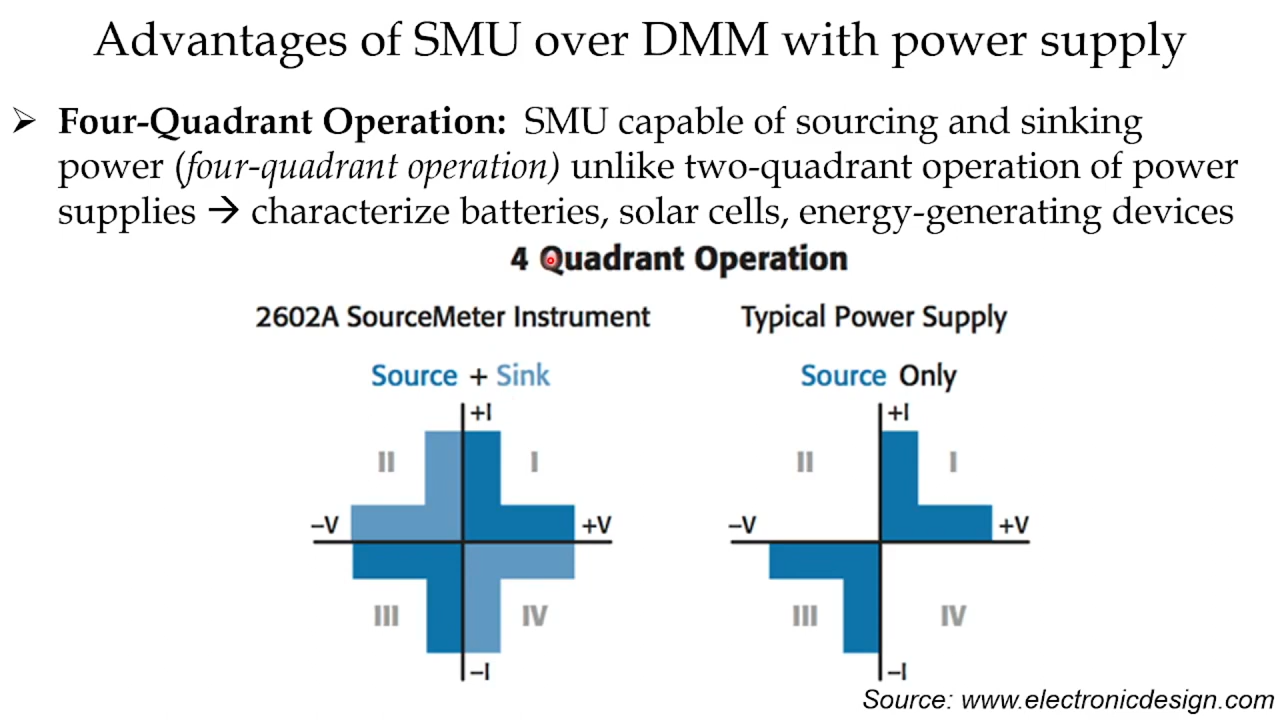 Advantages of SMU over DMM with power supply
➢ Four-Quadrant Operation: SMU capable of sourcing and sinking
power (four-quadrant operation) unlike two-quadrant operation of power
supplies → characterize batteries, solar cells, energy-generating devices
4 Quadrant Operation
2602A SourceMeter Instrument
Source + Sink
+I
II
I
–V
+V
III
IV
–I
Typical Power Supply
Source Only
+I
II
I
–V
+V
III
IV
–I
Source: www.electronicdesign.com